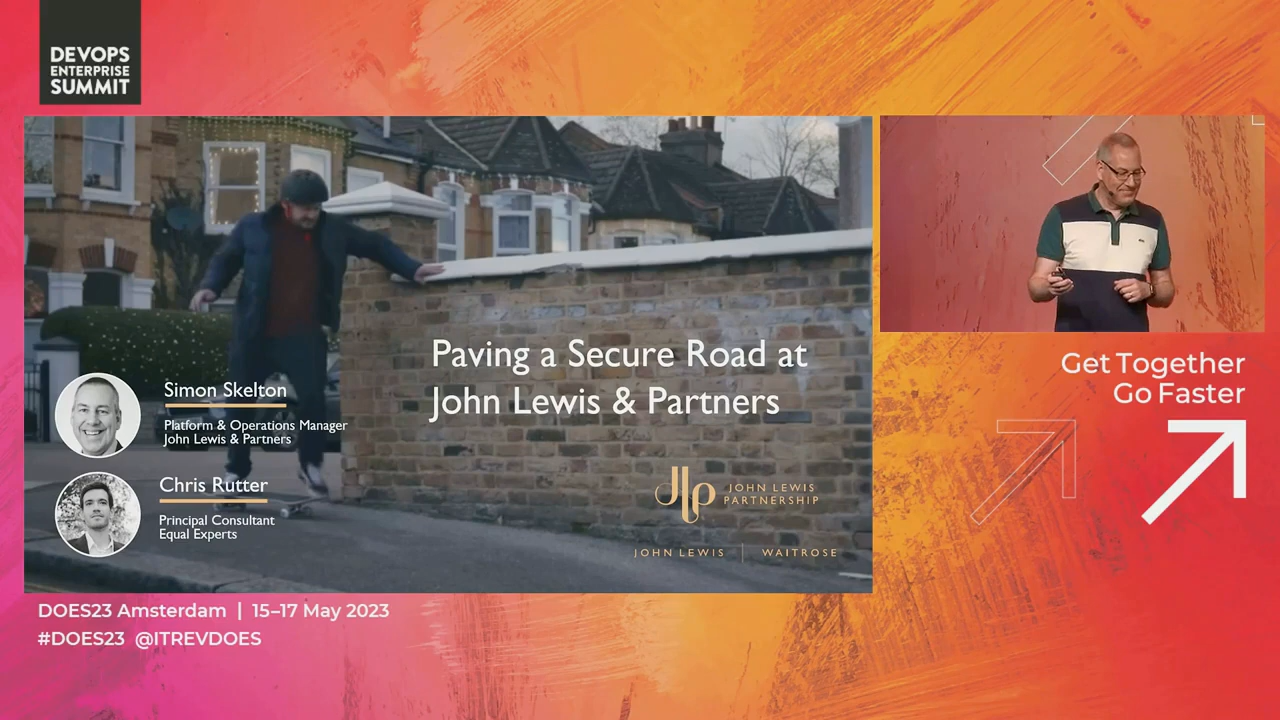 DEVOPS
ENTERPRISE
SUMMIT
Paving a Secure Road at
John Lewis & Partners
Simon Skelton
Platform & Operations Manager
John Lewis & Partners
Chris Rutter
Principal Consultant
Equal Experts
JOHN LEWIS
PARTNERSHIP
JOHN LEWIS | WAITROSE
Get Together
Go Faster
DOES23 Amsterdam | 15–17 May 2023
#DOES23 @ITREVDOES